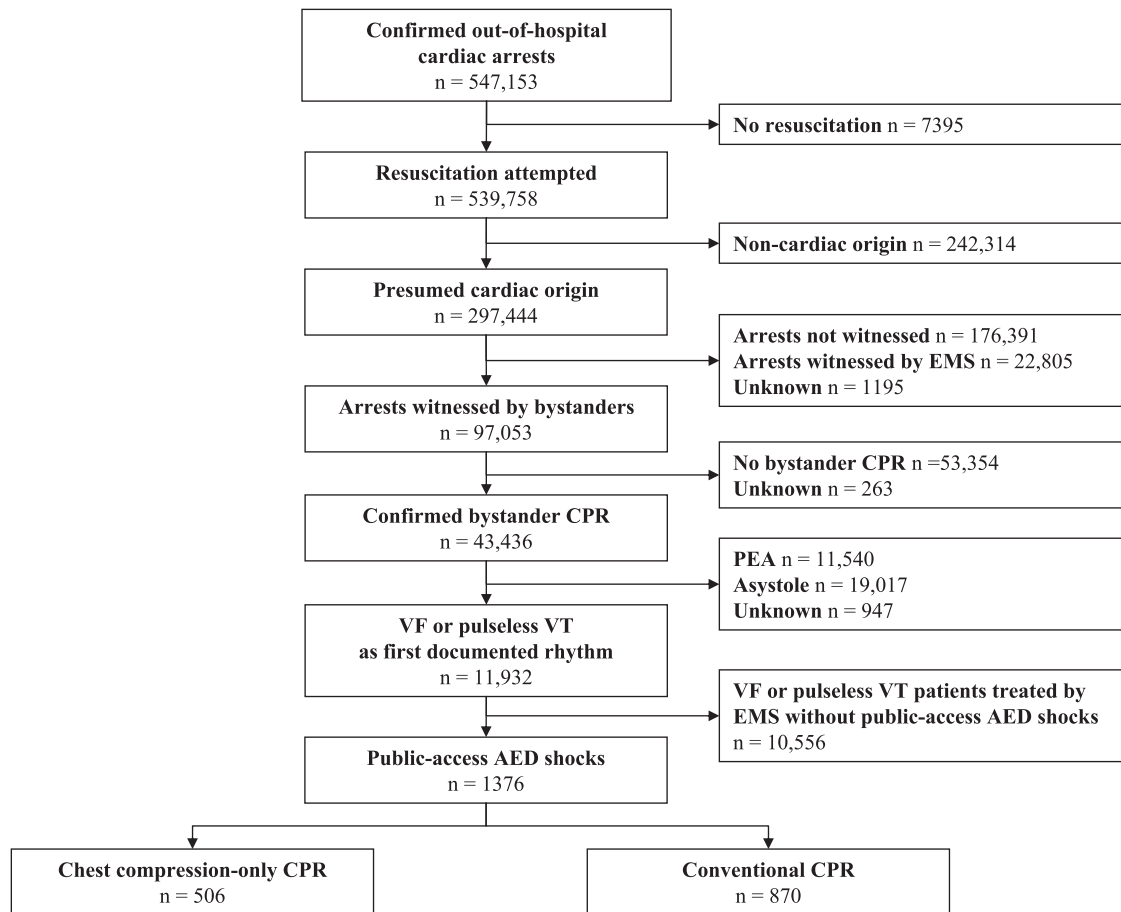 Confirmed out-of-hospital
cardiac arrests
n = 547,153
No resuscitation n = 7395
Resuscitation attempted
n = 539,758
Non-cardiac origin n = 242,314
Presumed cardiac origin
n = 297,444
Arrests not witnessed n = 176,391
Arrests witnessed by EMS n = 22,805
Unknown n = 1195
Arrests witnessed by bystanders
n = 97,053
No bystander CPR n =53,354
Unknown n = 263
Confirmed bystander CPR
n = 43,436
PEA n = 11,540
Asystole n = 19,017
Unknown n = 947
VF or pulseless VT
as first documented rhythm
n = 11,932
VF or pulseless VT patients treated by
EMS without public-access AED shocks
n = 10,556
Public-access AED shocks
n = 1376
Chest compression-only CPR
n = 506
Conventional CPR
n = 870